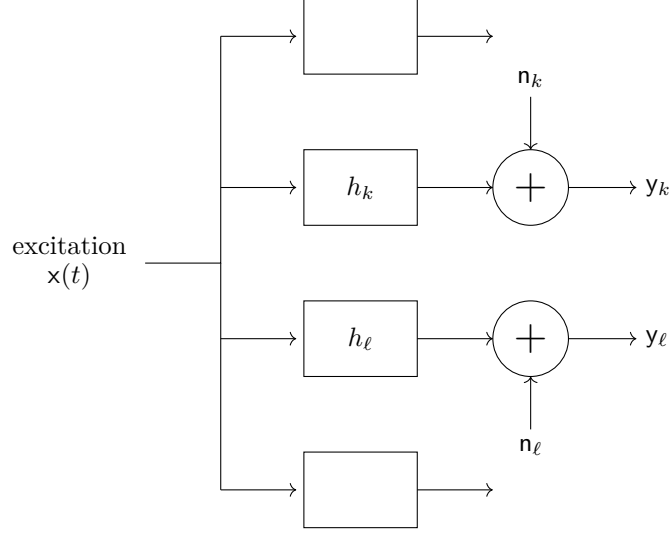 n_k
h_k
+
y_k
excitation
x(t)
h_ℓ
+
y_ℓ
n_ℓ